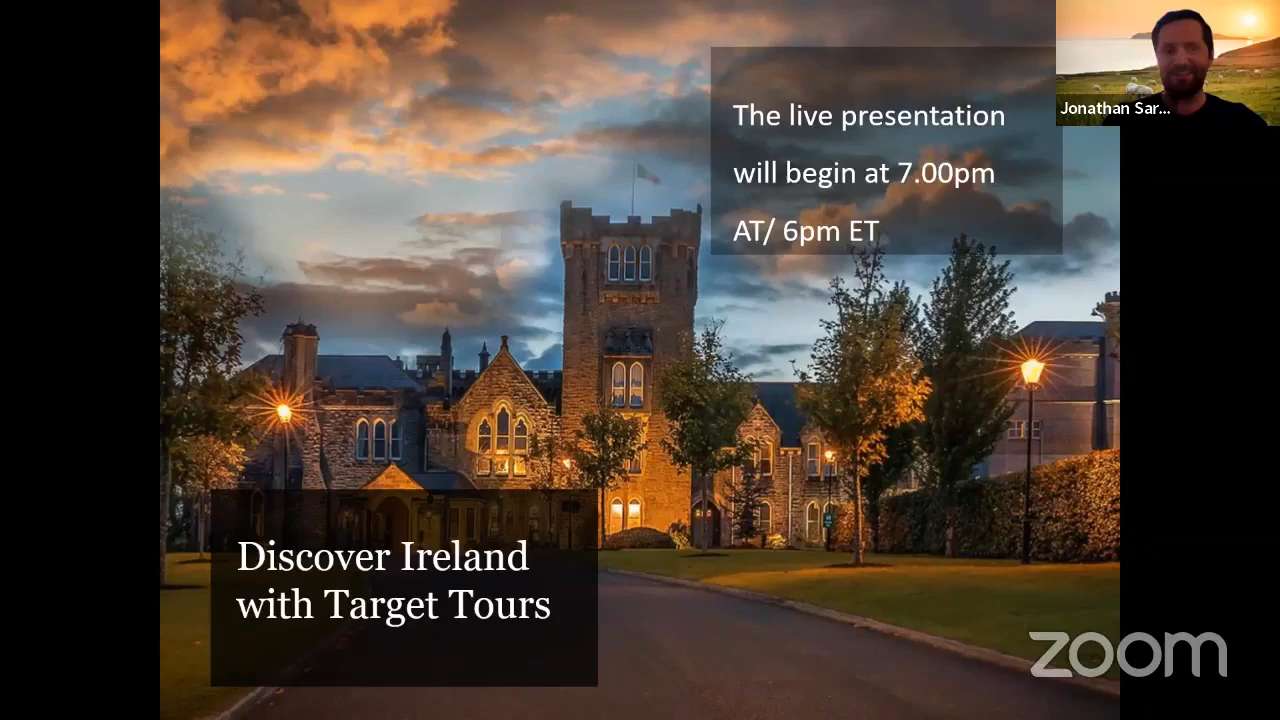 The live presentation
will begin at 7.00pm
AT/ 6pm ET
Jonathan Sar...
Discover Ireland
with Target Tours
zoom